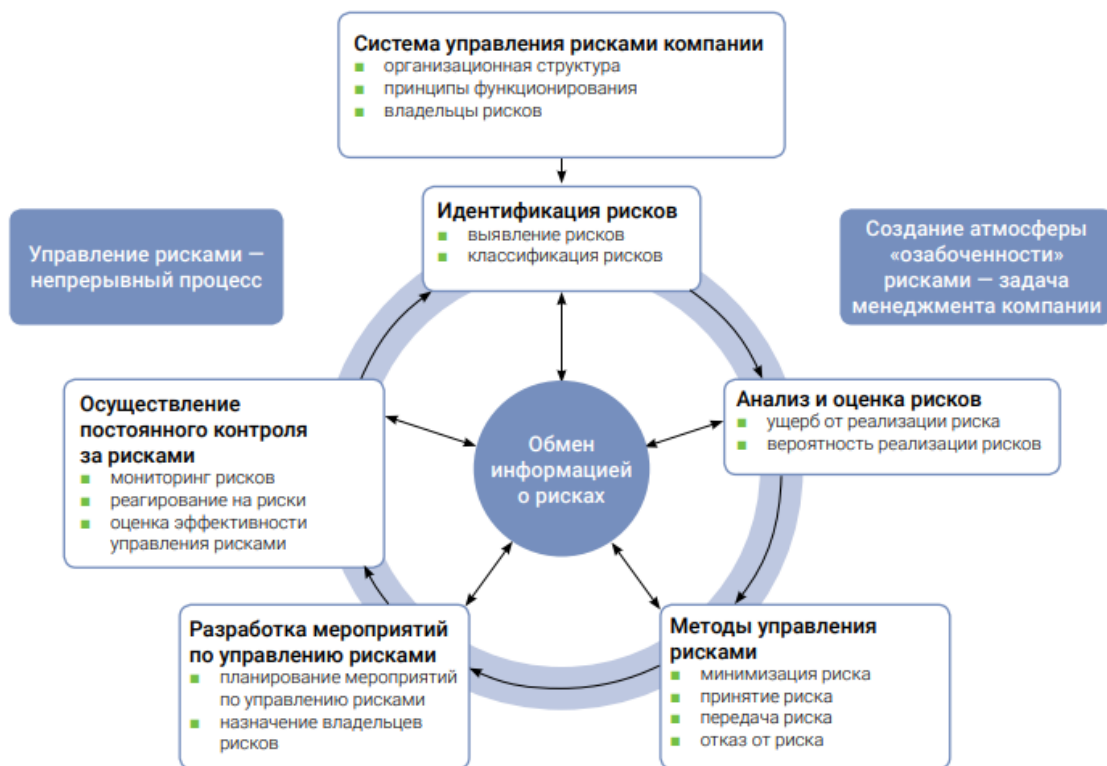 Система управления рисками компании
организационная структура
принципы функционирования
владельцы рисков
Идентификация рисков
выявление рисков
классификация рисков
Управление рисками —
непрерывный процесс
Создание атмосферы
«озабоченности»
рисками — задача
менеджмента компании
Анализ и оценка рисков
ущерб от реализации риска
вероятность реализации рисков
Осуществление
постоянного контроля
за рисками
мониторинг рисков
реагирование на риски
оценка эффективности
управления рисками
Обмен
информацией
о рисках
Разработка мероприятий
по управлению рисками
планирование мероприятий
по управлению рисками
назначение владельцев
рисков
Методы управления
рисками
минимизация риска
принятие риска
передача риска
отказ от риска